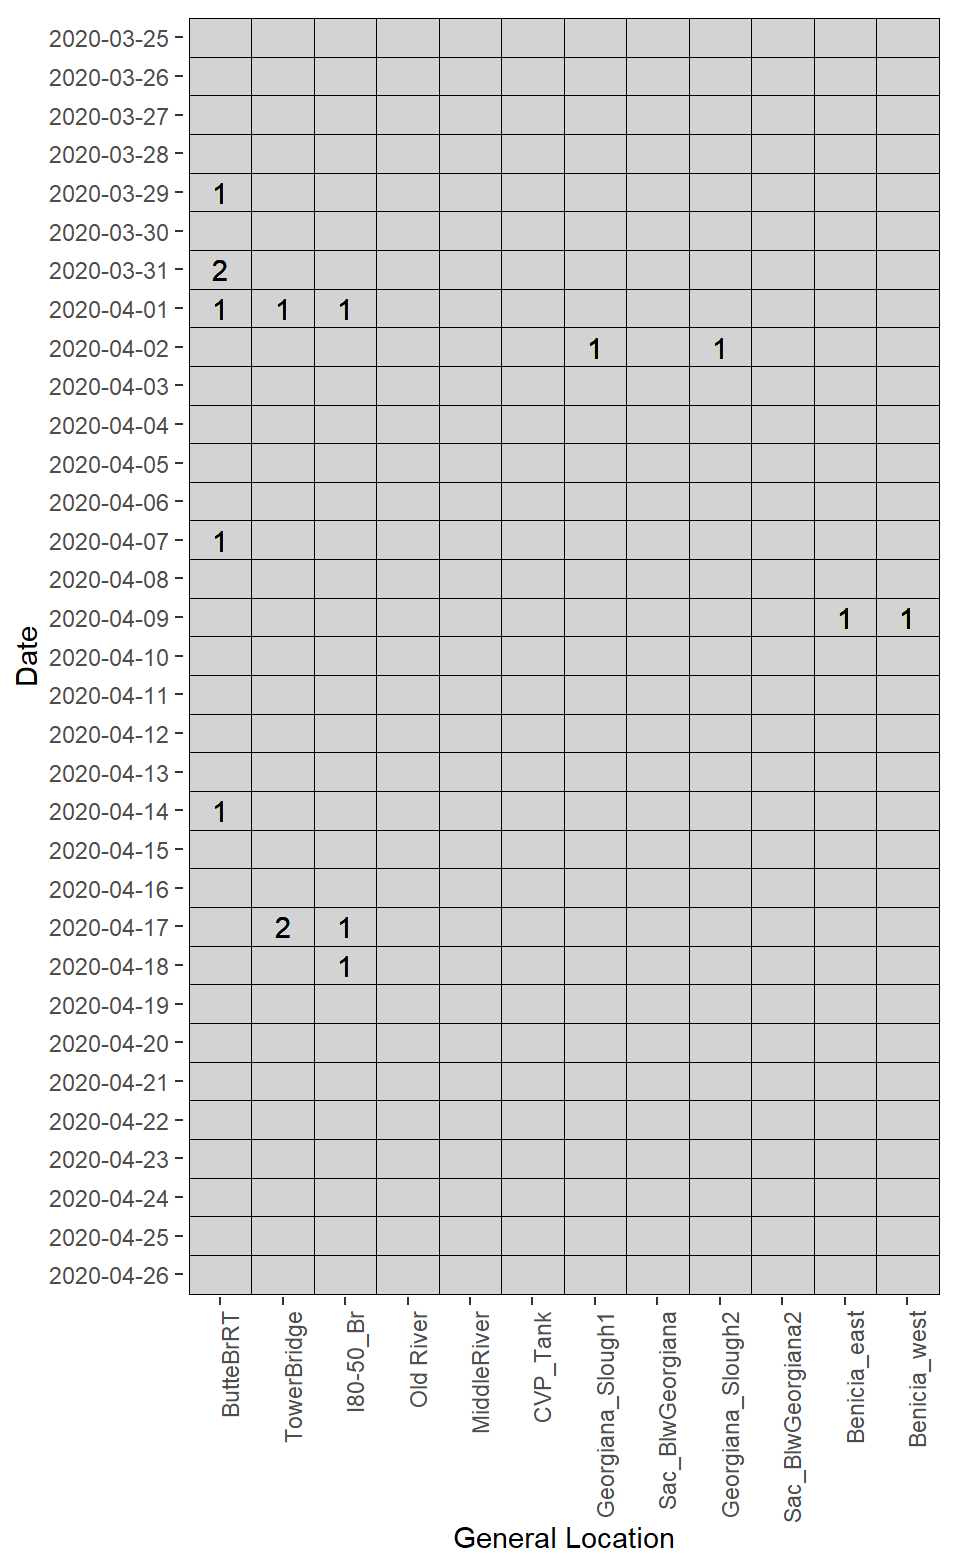 2020-03-25
2020-03-26
2020-03-27
2020-03-28
2020-03-29 1
2020-03-30
2020-03-31 2
2020-04-01 1 1 1
2020-04-02 1 1
2020-04-03
2020-04-04
2020-04-05
2020-04-06
2020-04-07 1
2020-04-08
2020-04-09 1 1
2020-04-10
2020-04-11
2020-04-12
2020-04-13
2020-04-14 1
2020-04-15
2020-04-16
2020-04-17 2 1
2020-04-18 1
2020-04-19
2020-04-20
2020-04-21
2020-04-22
2020-04-23
2020-04-24
2020-04-25
2020-04-26
Date
ButteBrRT
TowerBridge
I80-50_Br
Old River
MiddleRiver
CVP_Tank
Georgiana_Slough1
Sac_BlwGeorgiana
Georgiana_Slough2
Sac_BlwGeorgiana2
Benicia_east
Benicia_west
General Location